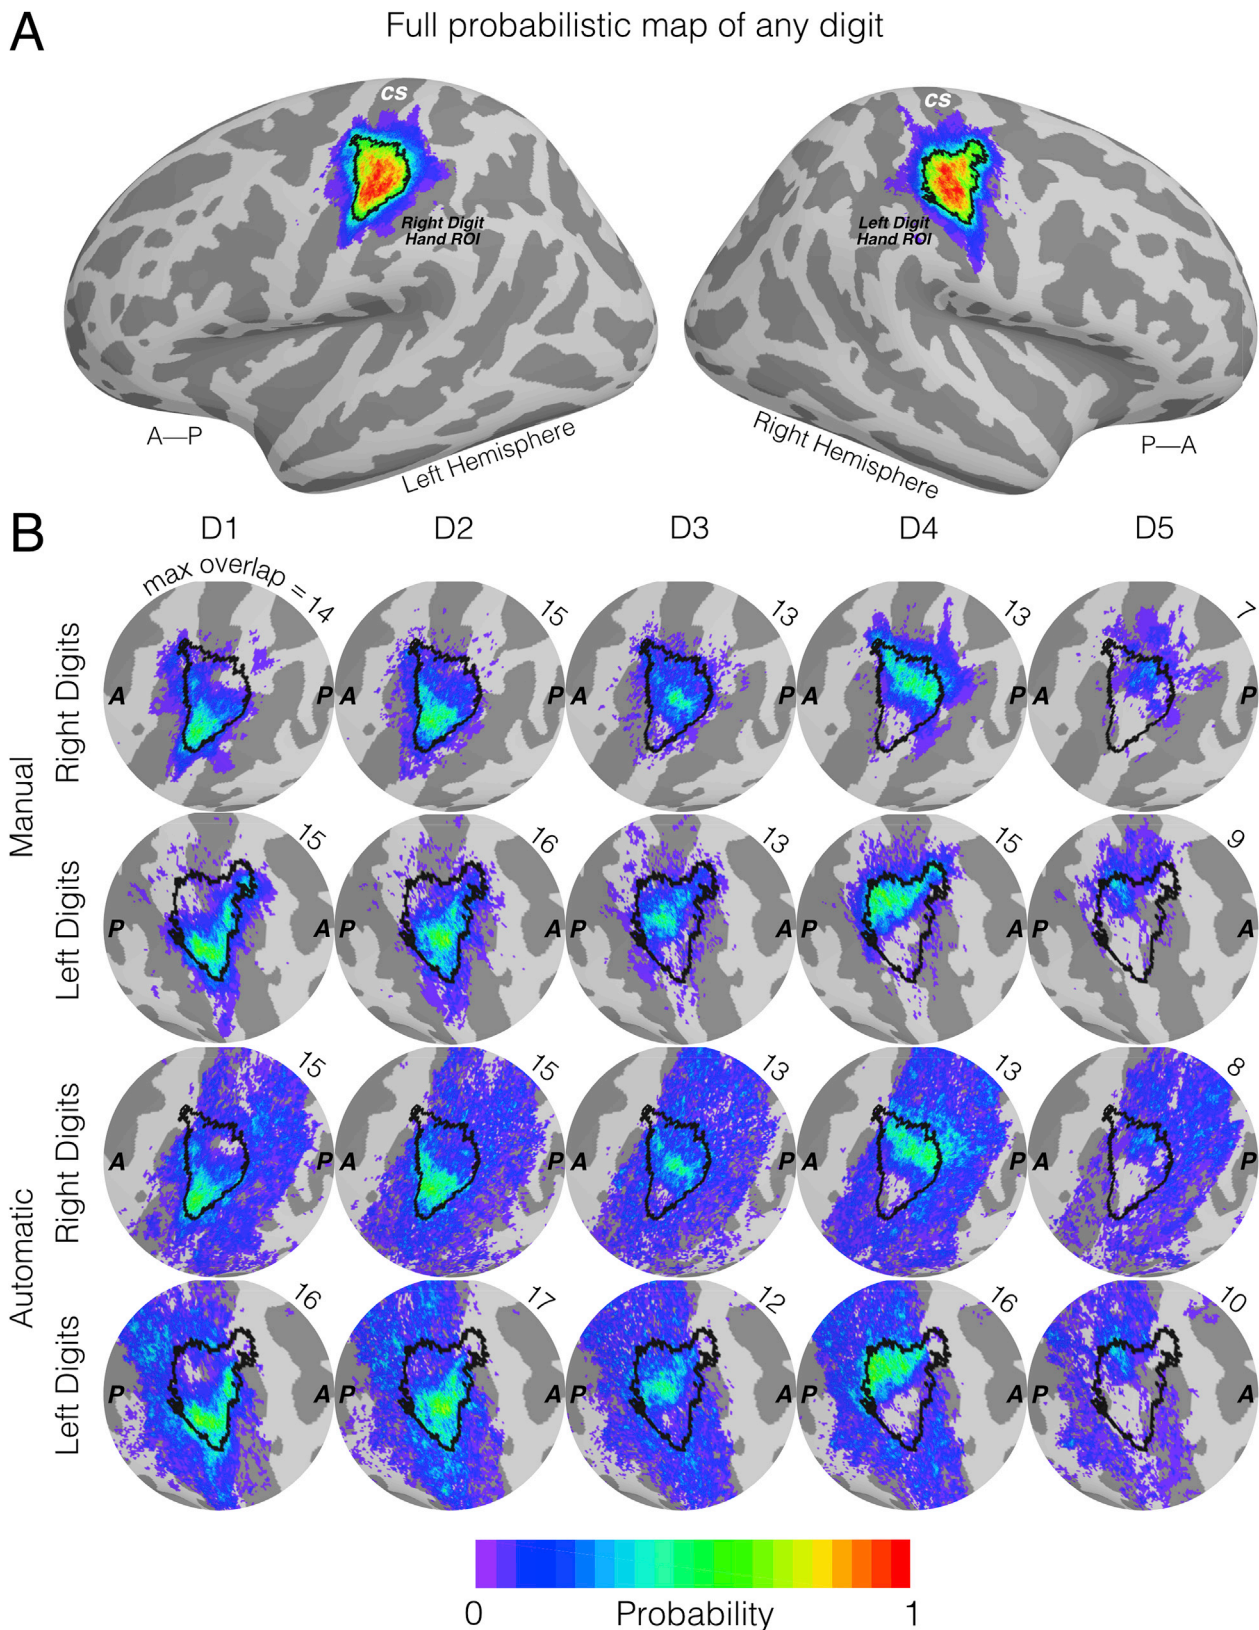 A
Full probabilistic map of any digit
cs
cs
Right Digit
Hand ROI
Left Digit
Hand ROI
A—P
Left Hemisphere
Right Hemisphere
P—A
B
D1
D2
D3
D4
D5
Manual
Right Digits
max overlap = 14
15
13
13
7
A
P
A
P
A
P
A
P
A
P
Left Digits
15
16
13
15
9
P
A
P
A
P
A
P
A
P
A
Automatic
Right Digits
15
15
13
13
8
A
P
A
P
A
P
A
P
A
P
Left Digits
16
17
12
16
10
P
A
P
A
P
A
P
A
P
A
0
Probability
1